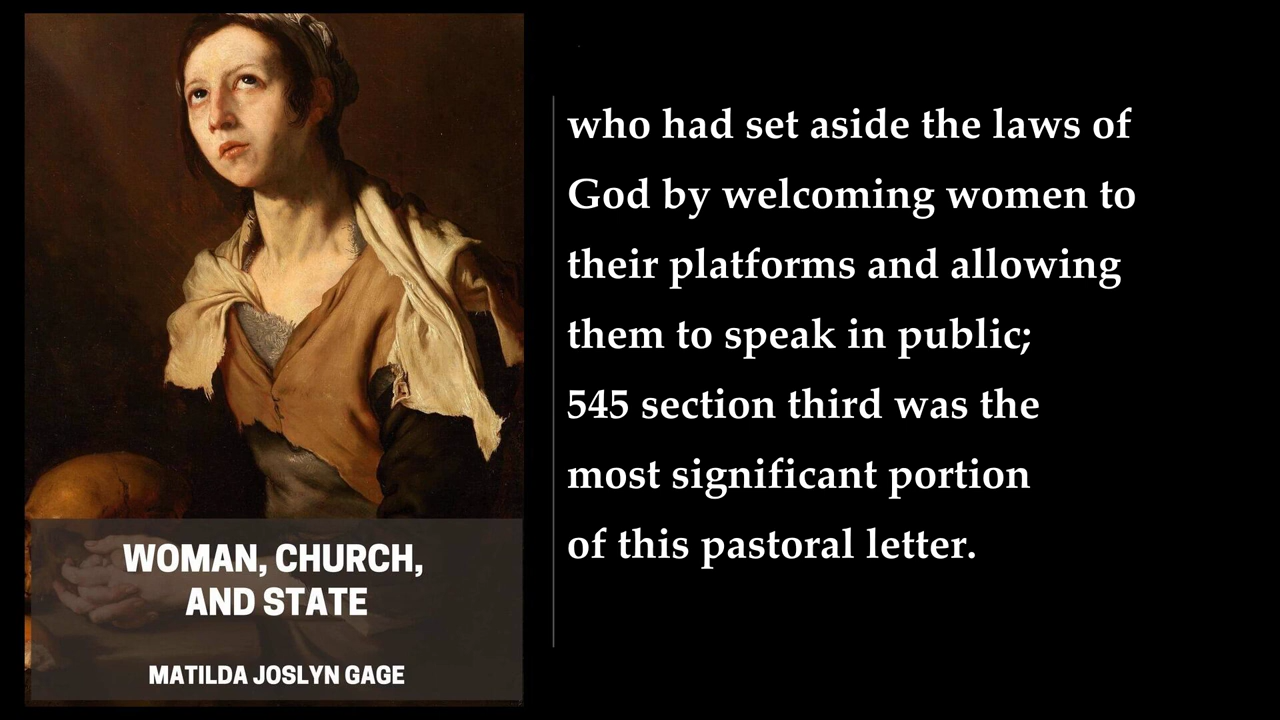 WOMAN, CHURCH,
AND STATE
MATILDA JOSLYN GAGE
who had set aside the laws of
God by welcoming women to
their platforms and allowing
them to speak in public;
545 section third was the
most significant portion
of this pastoral letter.